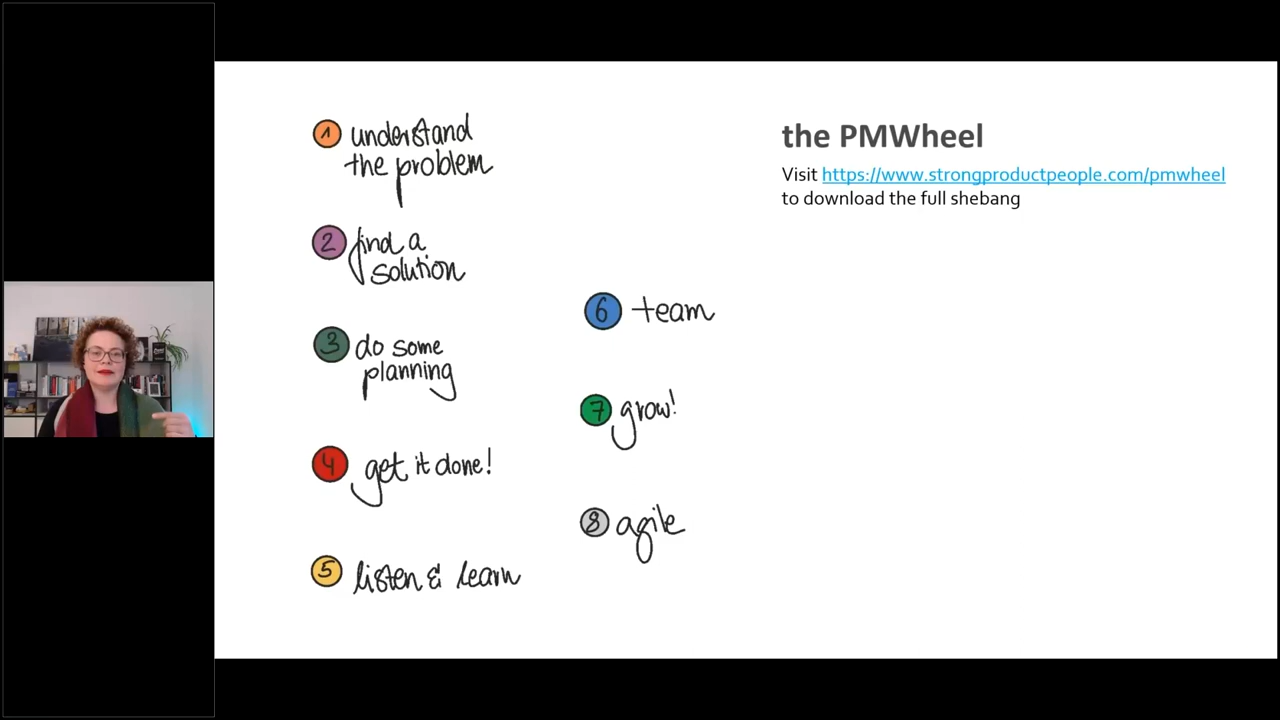 1 understand
the problem
2 find a
solution
3 do some
planning
4 get it done!
5 listen & learn
6 team
7 grow!
8 agile
the PMWheel
Visit https://www.strongproductpeople.com/pmwheel
to download the full shebang